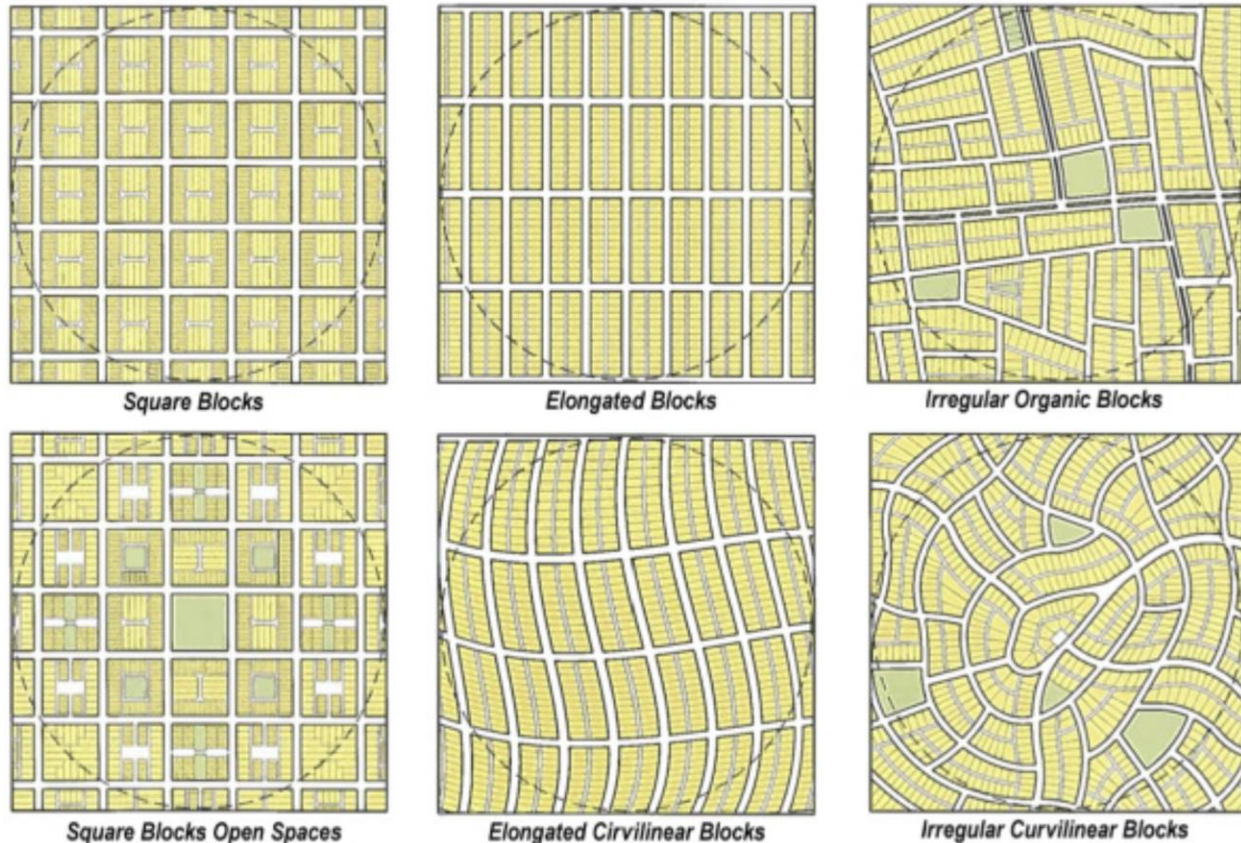 Square Blocks
Elongated Blocks
Irregular Organic Blocks
Square Blocks Open Spaces
Elongated Cirvilinear Blocks
Irregular Curvilinear Blocks